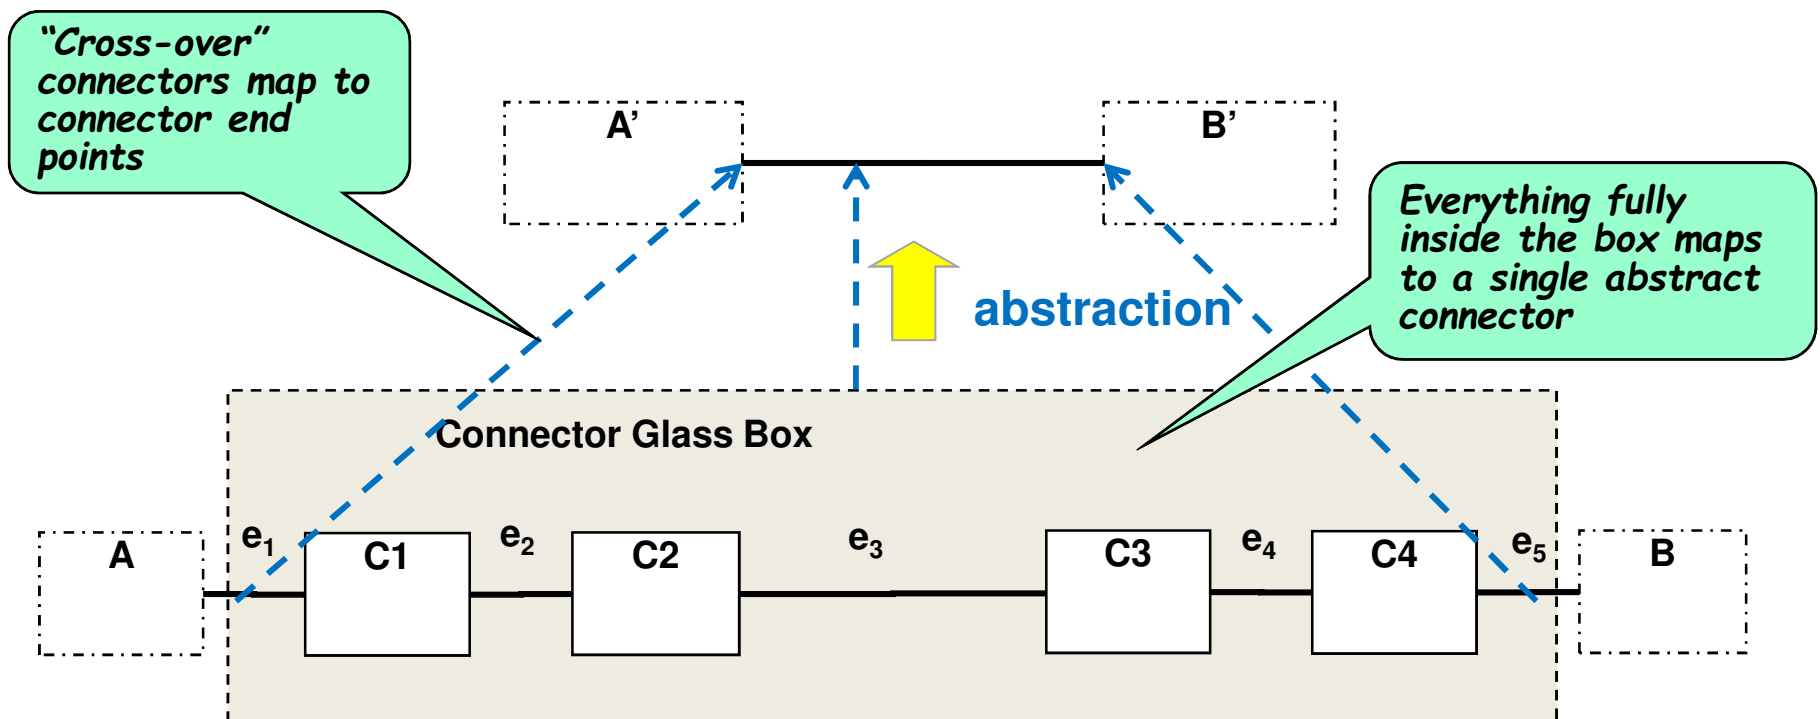 “Cross-over”
connectors map to
connector end
points
A’
B’
Everything fully
inside the box maps
to a single abstract
connector
abstraction
Connector Glass Box
A
e1
C1
e2
C2
e3
C3
e4
C4
e5
B